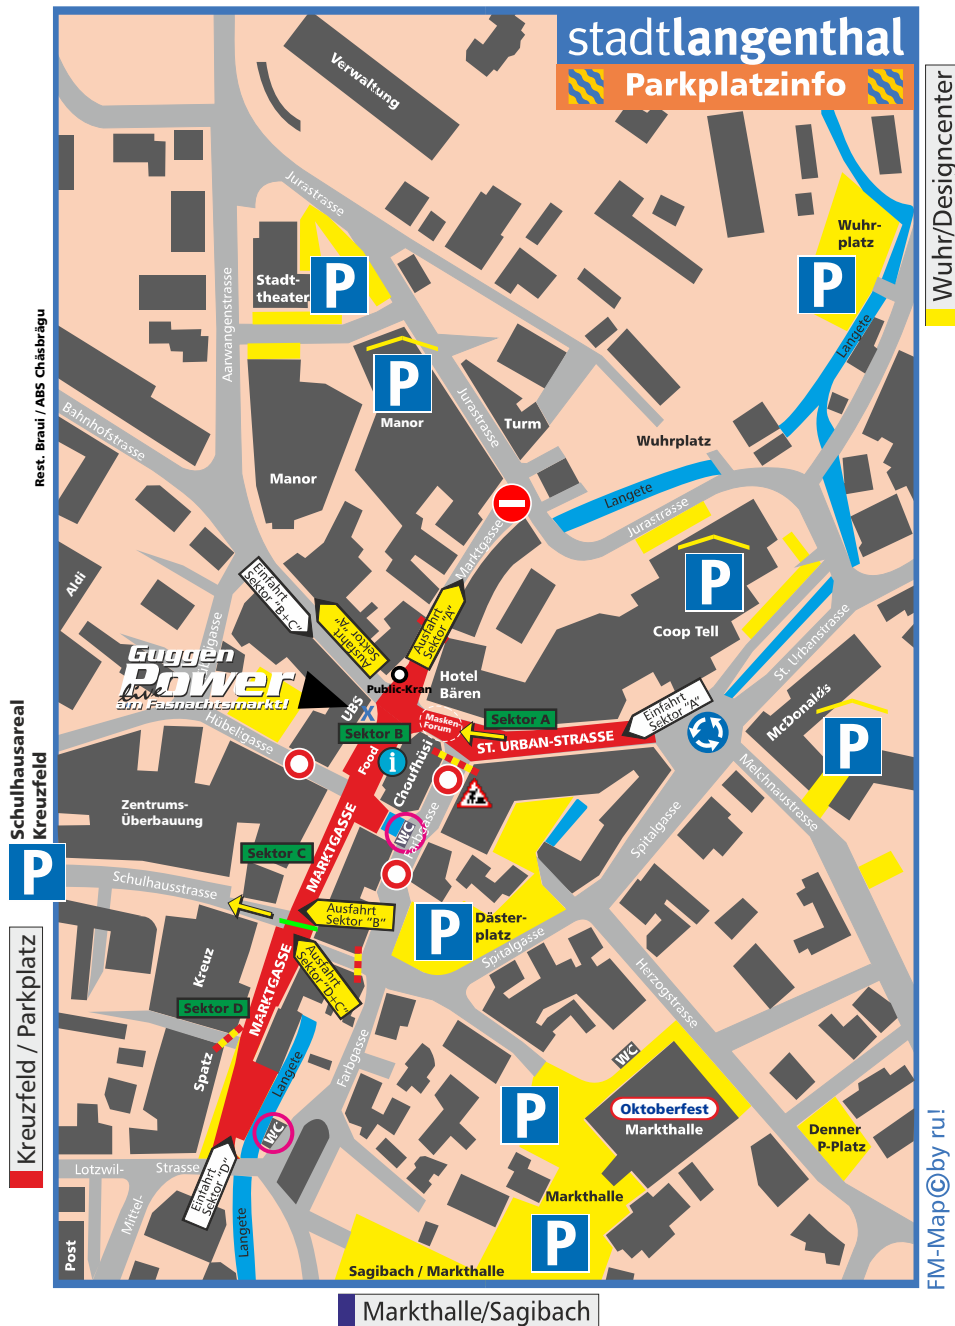 stadtlangenthal
Parkplatzinfo
Wuhr/Designcenter
Verwaltung
Jurastrasse
Wuhr-
platz
P
Stadt-
theater
P
Aarwangenstrasse
Langete
Rest. Braui / ABS Chäsbrägu
P
Manor
Jurastrasse
Turm
Bahnhofstrasse
Wuhrplatz
Manor
Langete
Jurastrasse
Marktgasse
Aldi
Einfahrt
Sektor "B+C"
Ausfahrt
Sektor "A"
Ausfahrt
Sektor "A"
P
Coop Tell
St. Urbanstrasse
Guggen
Power
live
am Fasnachtsmarkt!
Hotel
Bären
Public-Kran
UBS
X
Masken-
Forum
Sektor A
Einfahrt
Sektor "A"
McDonalds
Hübeligasse
Sektor B
ST. URBAN-STRASSE
P
Food
i
Choufhüsi
Melchnaustrasse
Schulhausareal
Kreuzfeld
P
Zentrums-
Überbauung
WC
Farbgasse
Spitalgasse
Sektor C
MARKTGASSE
Schulhausstrasse
Ausfahrt
Sektor "B"
P
Däster-
platz
Spitalgasse
Kreuz
Ausfahrt
Sektor "D+C"
Kreuzfeld / Parkplatz
MARKTGASSE
Herzogstrasse
Sektor D
Spatz
Langete
Farbgasse
WC
P
Oktoberfest
Markthalle
Denner
P-Platz
WC
Lotzwil-
Strasse
Einfahrt
Sektor "D"
Mittel-
Markthalle
Langete
P
Post
Sagibach / Markthalle
FM-Map © by ru!
Markthalle/Sagibach